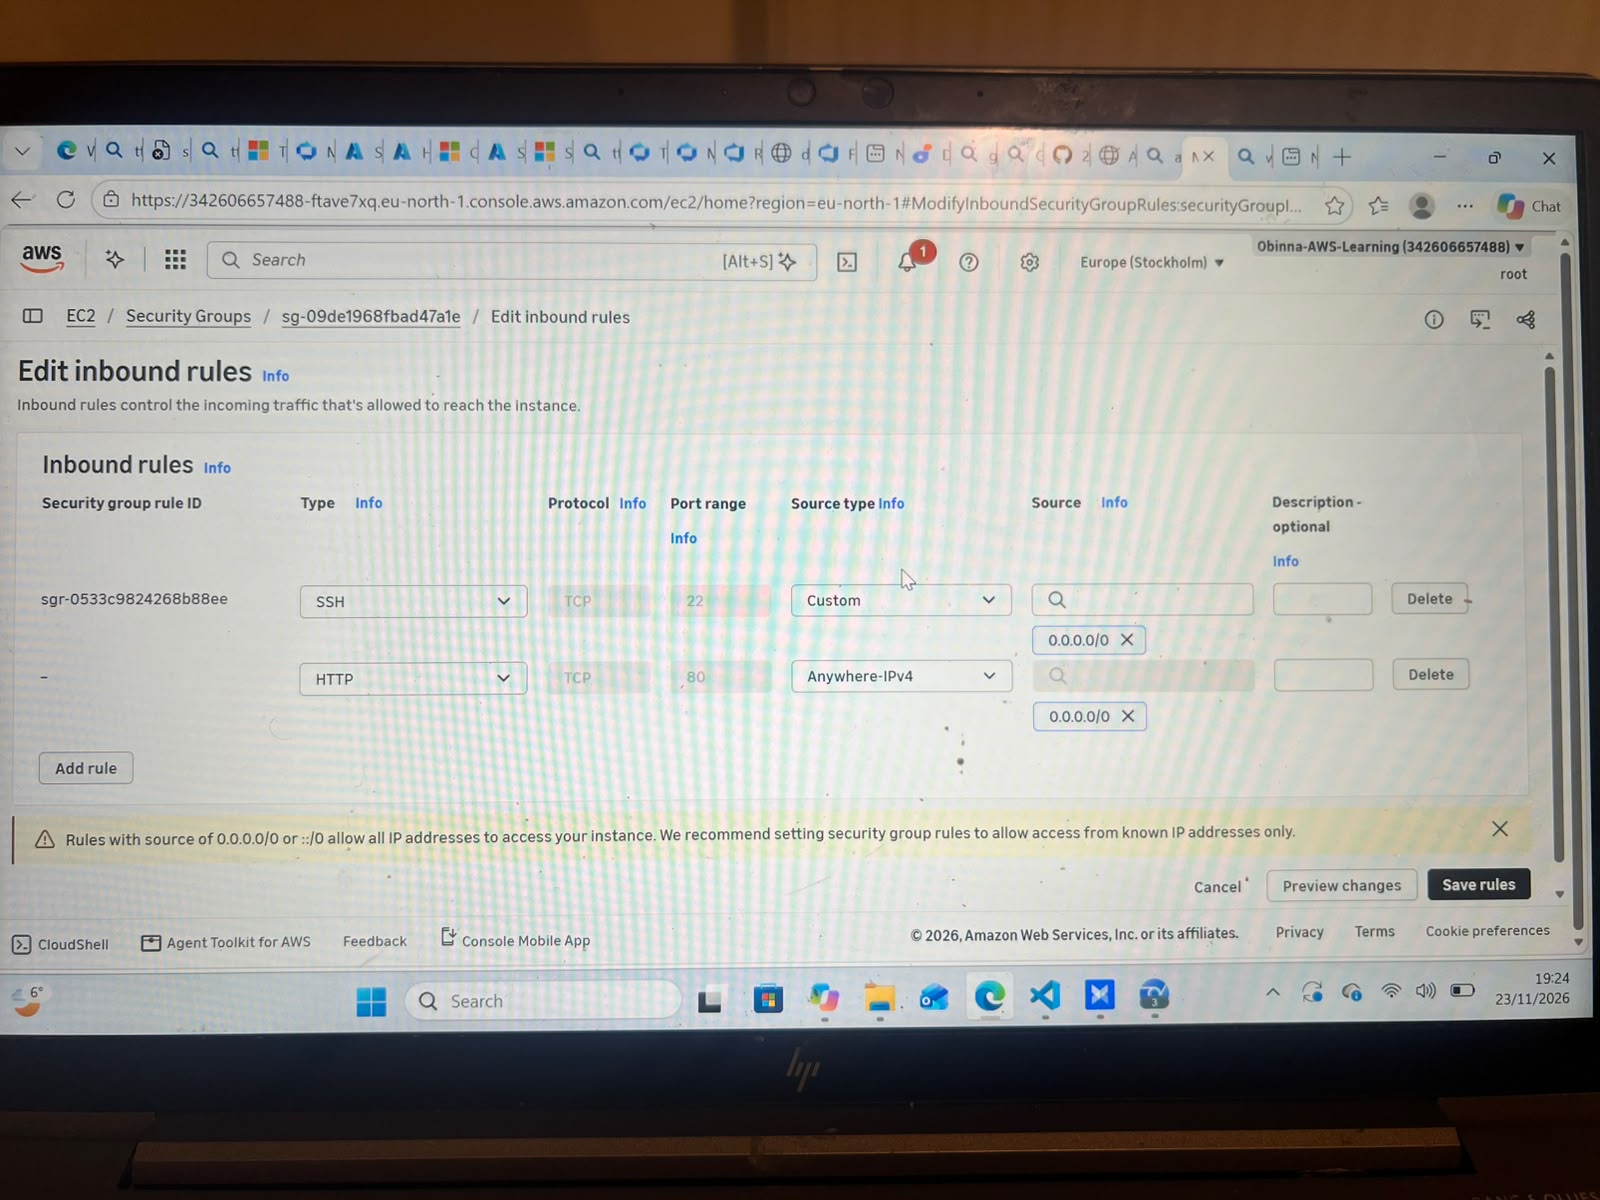 https://342606657488-ftave7xq.eu-north-1.console.aws.amazon.com/ec2/home?region=eu-north-1#ModifyInboundSecurityGroupRules:securityGroupI...
Chat
aws
Search
[Alt+S]
1
Europe (Stockholm)
Obinna-AWS-Learning (342606657488)
root
EC2 / Security Groups / sg-09de1968fbad47a1e / Edit inbound rules
Edit inbound rules Info
Inbound rules control the incoming traffic that's allowed to reach the instance.
Inbound rules Info
Security group rule ID Type Info Protocol Info Port range Info Source type Info Source Info Description - optional Info
sgr-0533c9824268b88ee SSH TCP 22 Custom Delete
0.0.0.0/0
- HTTP TCP 80 Anywhere-IPv4 Delete
0.0.0.0/0
Add rule
Rules with source of 0.0.0.0/0 or ::/0 allow all IP addresses to access your instance. We recommend setting security group rules to allow access from known IP addresses only.
Cancel Preview changes Save rules
CloudShell Agent Toolkit for AWS Feedback Console Mobile App © 2026, Amazon Web Services, Inc. or its affiliates. Privacy Terms Cookie preferences
6°
Search
19:24
23/11/2026
hp